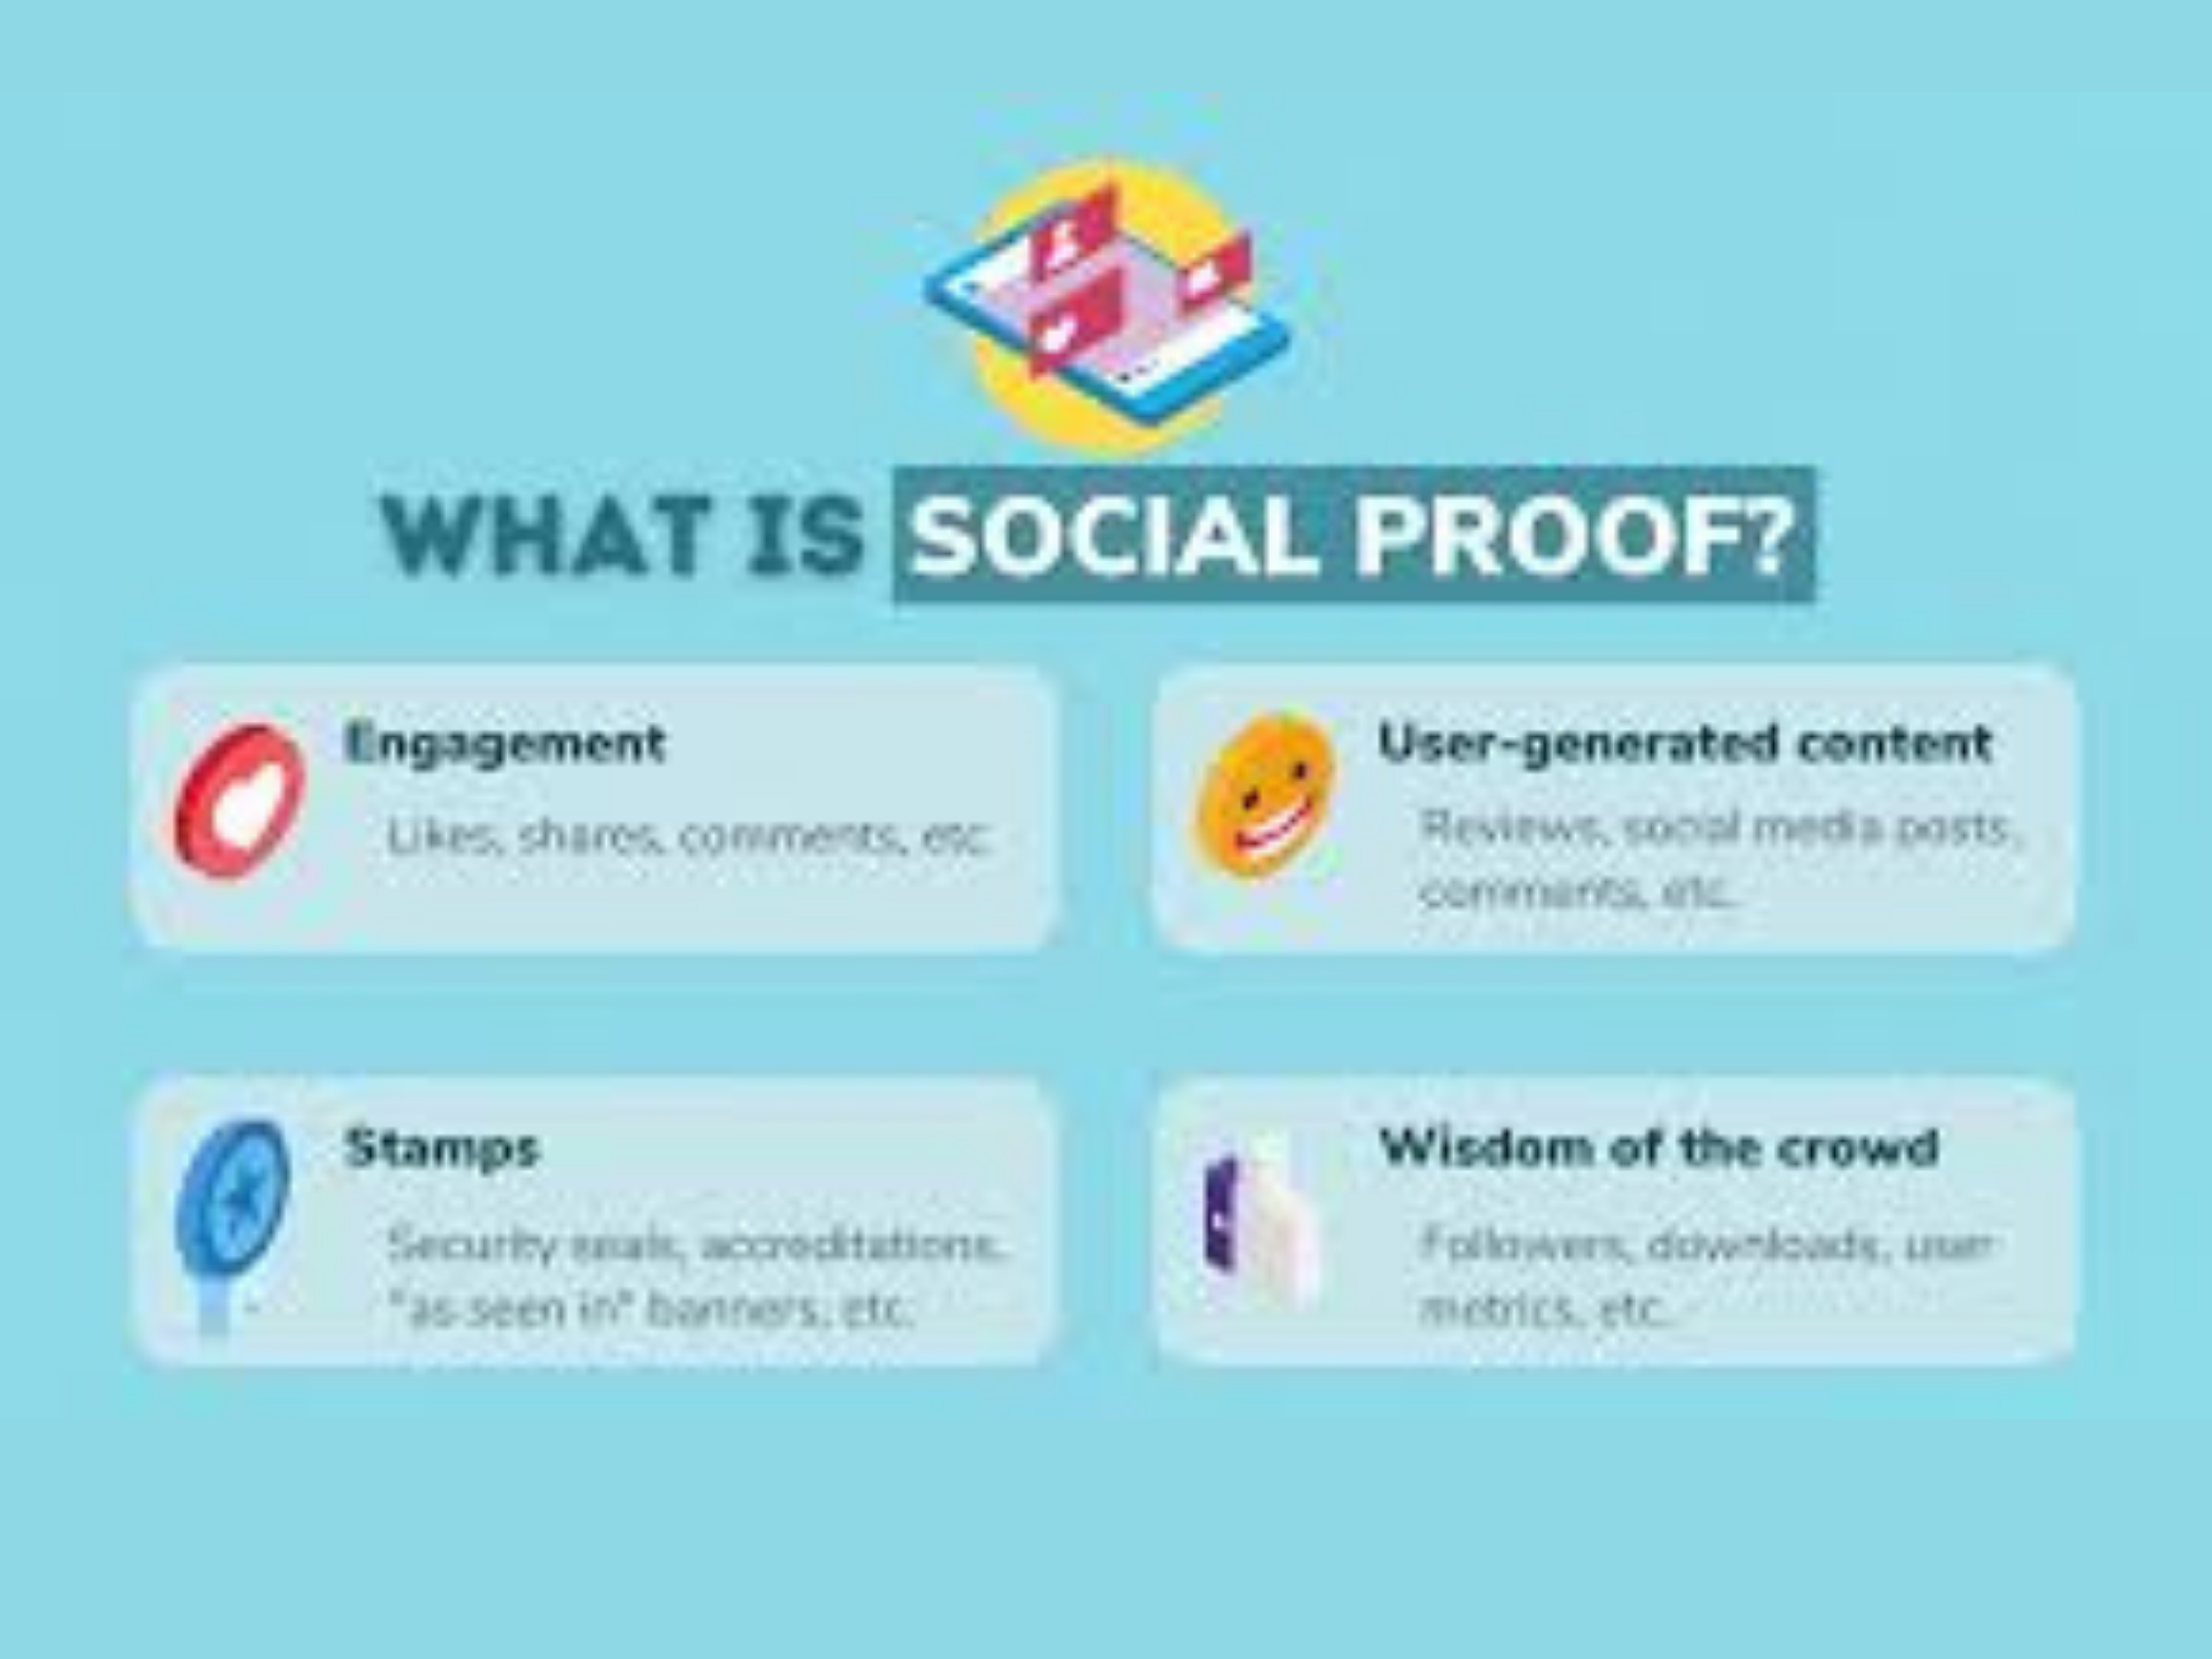 WHAT IS SOCIAL PROOF?
Engagement
Likes, shares, comments, etc
User-generated content
Reviews, social media posts,
comments, etc.
Stamps
Security seals, accreditations,
"as seen in" banners, etc.
Wisdom of the crowd
Followers, downloads, user
metrics, etc.